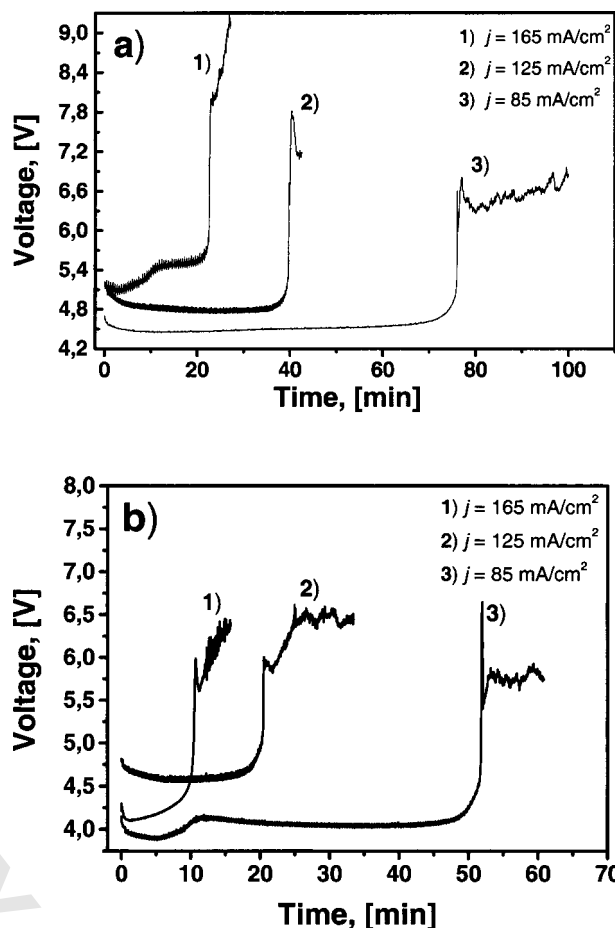 a)
1) j = 165 mA/cm²
2) j = 125 mA/cm²
3) j = 85 mA/cm²
1)
2)
3)
9,0
8,4
7,8
7,2
6,6
6,0
5,4
4,8
4,2
Voltage, [V]
0 20 40 60 80 100
Time, [min]
b)
1) j = 165 mA/cm²
2) j = 125 mA/cm²
3) j = 85 mA/cm²
1)
2)
3)
8,0
7,5
7,0
6,5
6,0
5,5
5,0
4,5
4,0
Voltage, [V]
0 10 20 30 40 50 60 70
Time, [min]